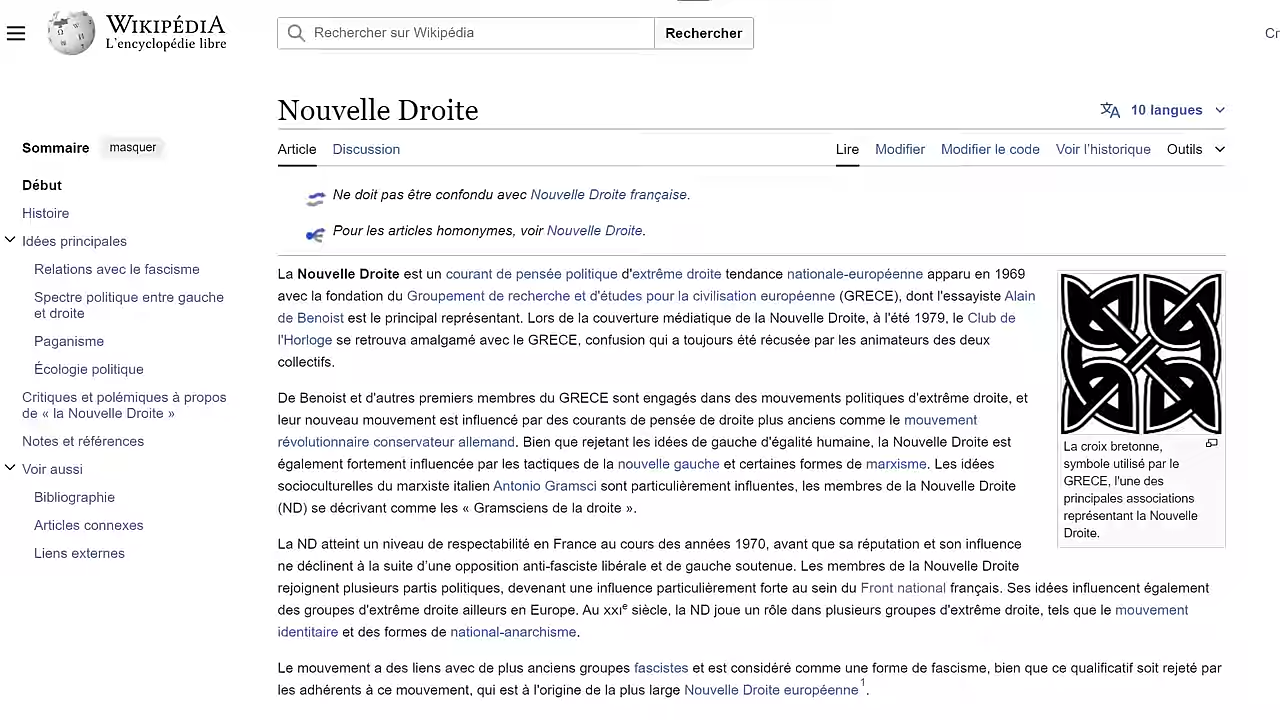 WIKIPÉDIA
L'encyclopédie libre
Rechercher sur Wikipédia
Rechercher
Cr
Nouvelle Droite
10 langues
Sommaire
masquer
Article
Discussion
Lire
Modifier
Modifier le code
Voir l'historique
Outils
Début
Histoire
Idées principales
Relations avec le fascisme
Spectre politique entre gauche
et droite
Paganisme
Écologie politique
Critiques et polémiques à propos
de « la Nouvelle Droite »
Notes et références
Voir aussi
Bibliographie
Articles connexes
Liens externes
Ne doit pas être confondu avec Nouvelle Droite française.
Pour les articles homonymes, voir Nouvelle Droite.
La Nouvelle Droite est un courant de pensée politique d'extrême droite tendance nationale-européenne apparu en 1969
avec la fondation du Groupement de recherche et d'études pour la civilisation européenne (GRECE), dont l'essayiste Alain
de Benoist est le principal représentant. Lors de la couverture médiatique de la Nouvelle Droite, à l'été 1979, le Club de
l'Horloge se retrouva amalgamé avec le GRECE, confusion qui a toujours été récusée par les animateurs des deux
collectifs.
De Benoist et d'autres premiers membres du GRECE sont engagés dans des mouvements politiques d'extrême droite, et
leur nouveau mouvement est influencé par des courants de pensée de droite plus anciens comme le mouvement
révolutionnaire conservateur allemand. Bien que rejetant les idées de gauche d'égalité humaine, la Nouvelle Droite est
également fortement influencée par les tactiques de la nouvelle gauche et certaines formes de marxisme. Les idées
socioculturelles du marxiste italien Antonio Gramsci sont particulièrement influentes, les membres de la Nouvelle Droite
(ND) se décrivant comme les « Gramsciens de la droite ».
La ND atteint un niveau de respectabilité en France au cours des années 1970, avant que sa réputation et son influence
ne déclinent à la suite d'une opposition anti-fasciste libérale et de gauche soutenue. Les membres de la Nouvelle Droite
rejoignent plusieurs partis politiques, devenant une influence particulièrement forte au sein du Front national français. Ses idées influencent également
des groupes d'extrême droite ailleurs en Europe. Au XXIe siècle, la ND joue un rôle dans plusieurs groupes d'extrême droite, tels que le mouvement
identitaire et des formes de national-anarchisme.
Le mouvement a des liens avec de plus anciens groupes fascistes et est considéré comme une forme de fascisme, bien que ce qualificatif soit rejeté par
les adhérents à ce mouvement, qui est à l'origine de la plus large Nouvelle Droite européenne1.
La croix bretonne,
symbole utilisé par le
GRECE, l'une des
principales associations
représentant la Nouvelle
Droite.